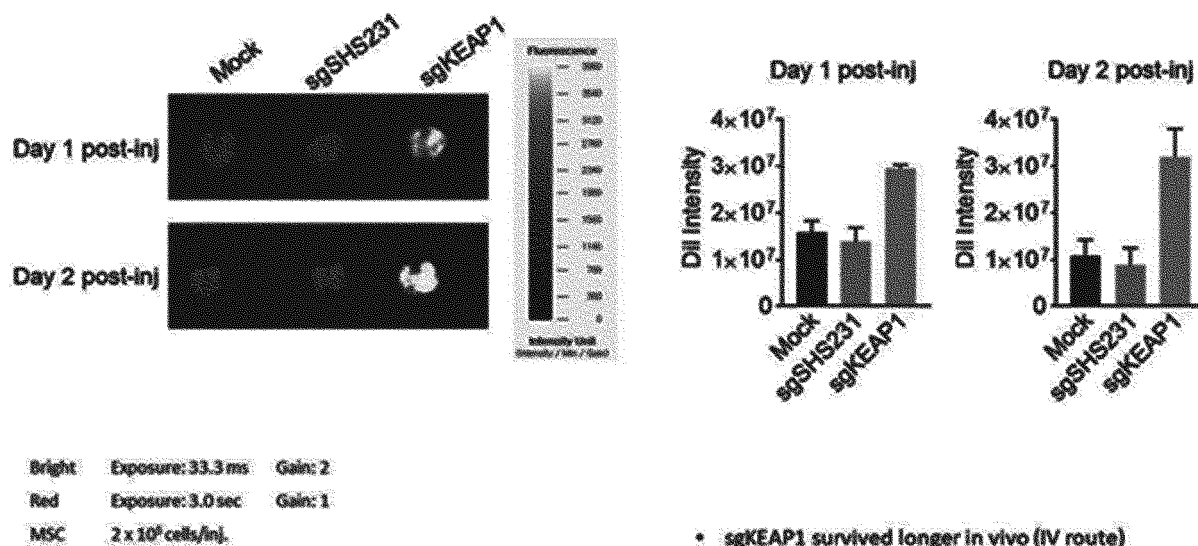 Mock
sgSHS231
sgKEAP1
Day 1 post-inj
Day 2 post-inj
Fluorescence
0
Intensity Unit
Day 1 post-inj
DiI Intensity
4×10⁷
3×10⁷
2×10⁷
1×10⁷
0
Mock
sgSHS231
sgKEAP1
Day 2 post-inj
DiI Intensity
4×10⁷
3×10⁷
2×10⁷
1×10⁷
0
Mock
sgSHS231
sgKEAP1
Bright Exposure: 33.3 ms Gain: 2
Red Exposure: 3.0 sec Gain: 1
MSC cells/inj.
• sgKEAP1 survived longer in vivo (IV route)